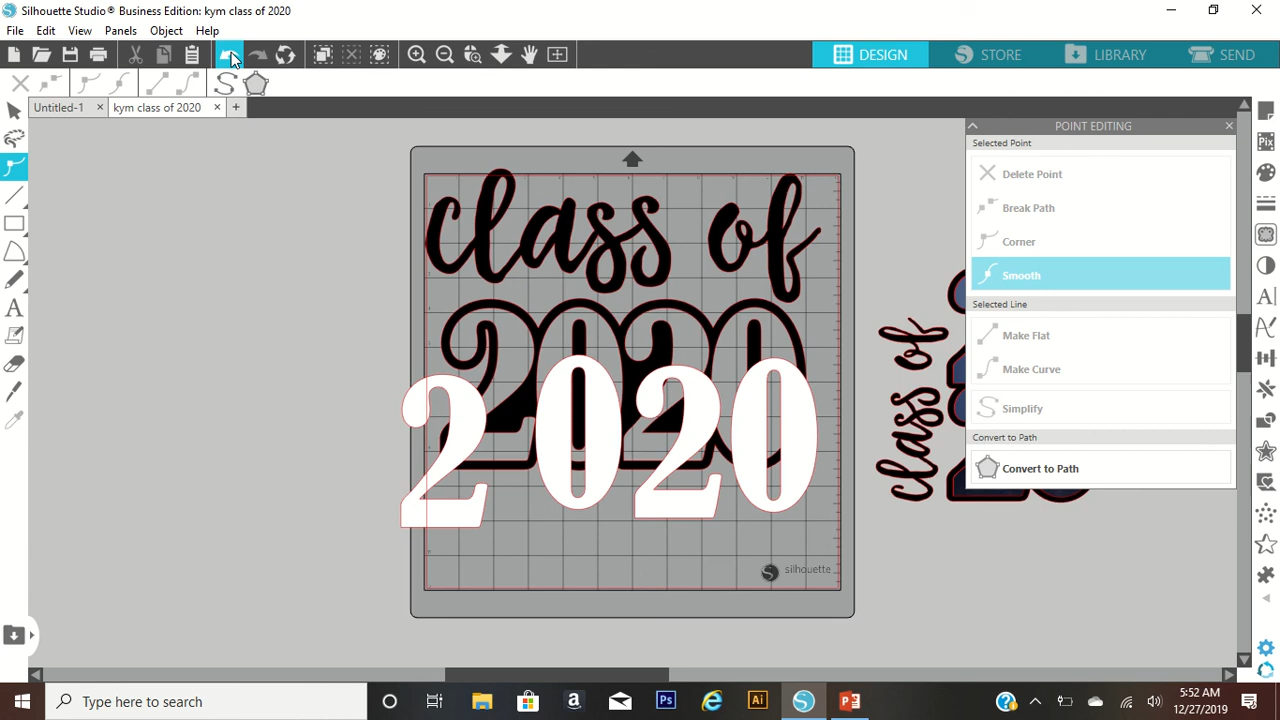 Silhouette Studio® Business Edition: kym class of 2020
File Edit View Panels Object Help
DESIGN STORE LIBRARY SEND
Untitled-1 kym class of 2020
POINT EDITING
Selected Point
Delete Point
Break Path
Corner
Smooth
Selected Line
Make Flat
Make Curve
Simplify
Convert to Path
Convert to Path
class of
2020
2020
silhouette
class of
Type here to search
5:52 AM
12/27/2019